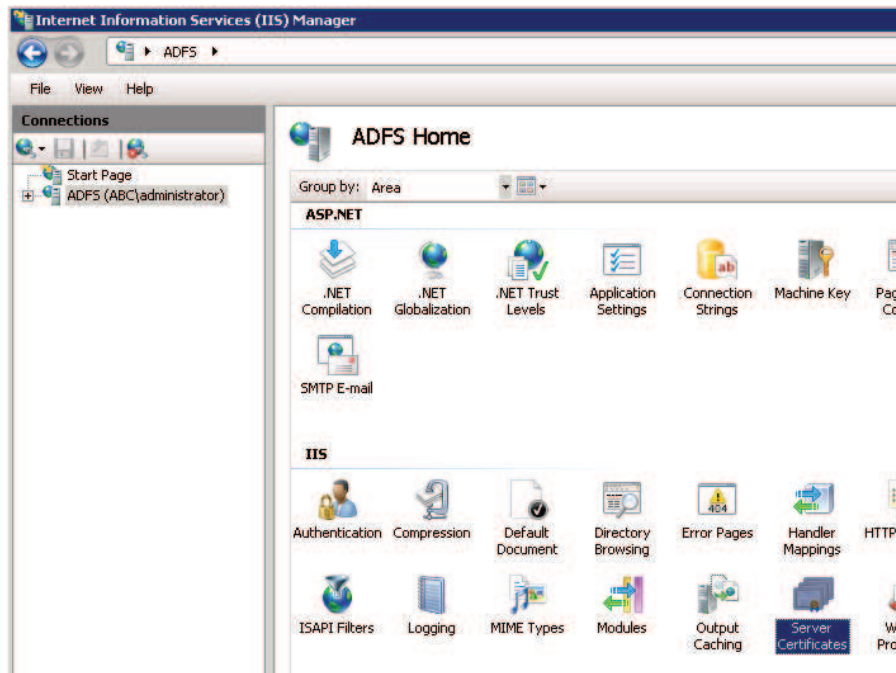 Internet Information Services (IIS) Manager
ADFS
File View Help
Connections
Start Page
ADFS (ABC\administrator)
ADFS Home
Group by: Area
ASP.NET
.NET Compilation
.NET Globalization
.NET Trust Levels
Application Settings
Connection Strings
Machine Key
SMTP E-mail
IIS
Authentication
Compression
Default Document
Directory Browsing
Error Pages
Handler Mappings
HTTP
ISAPI Filters
Logging
MIME Types
Modules
Output Caching
Server Certificates